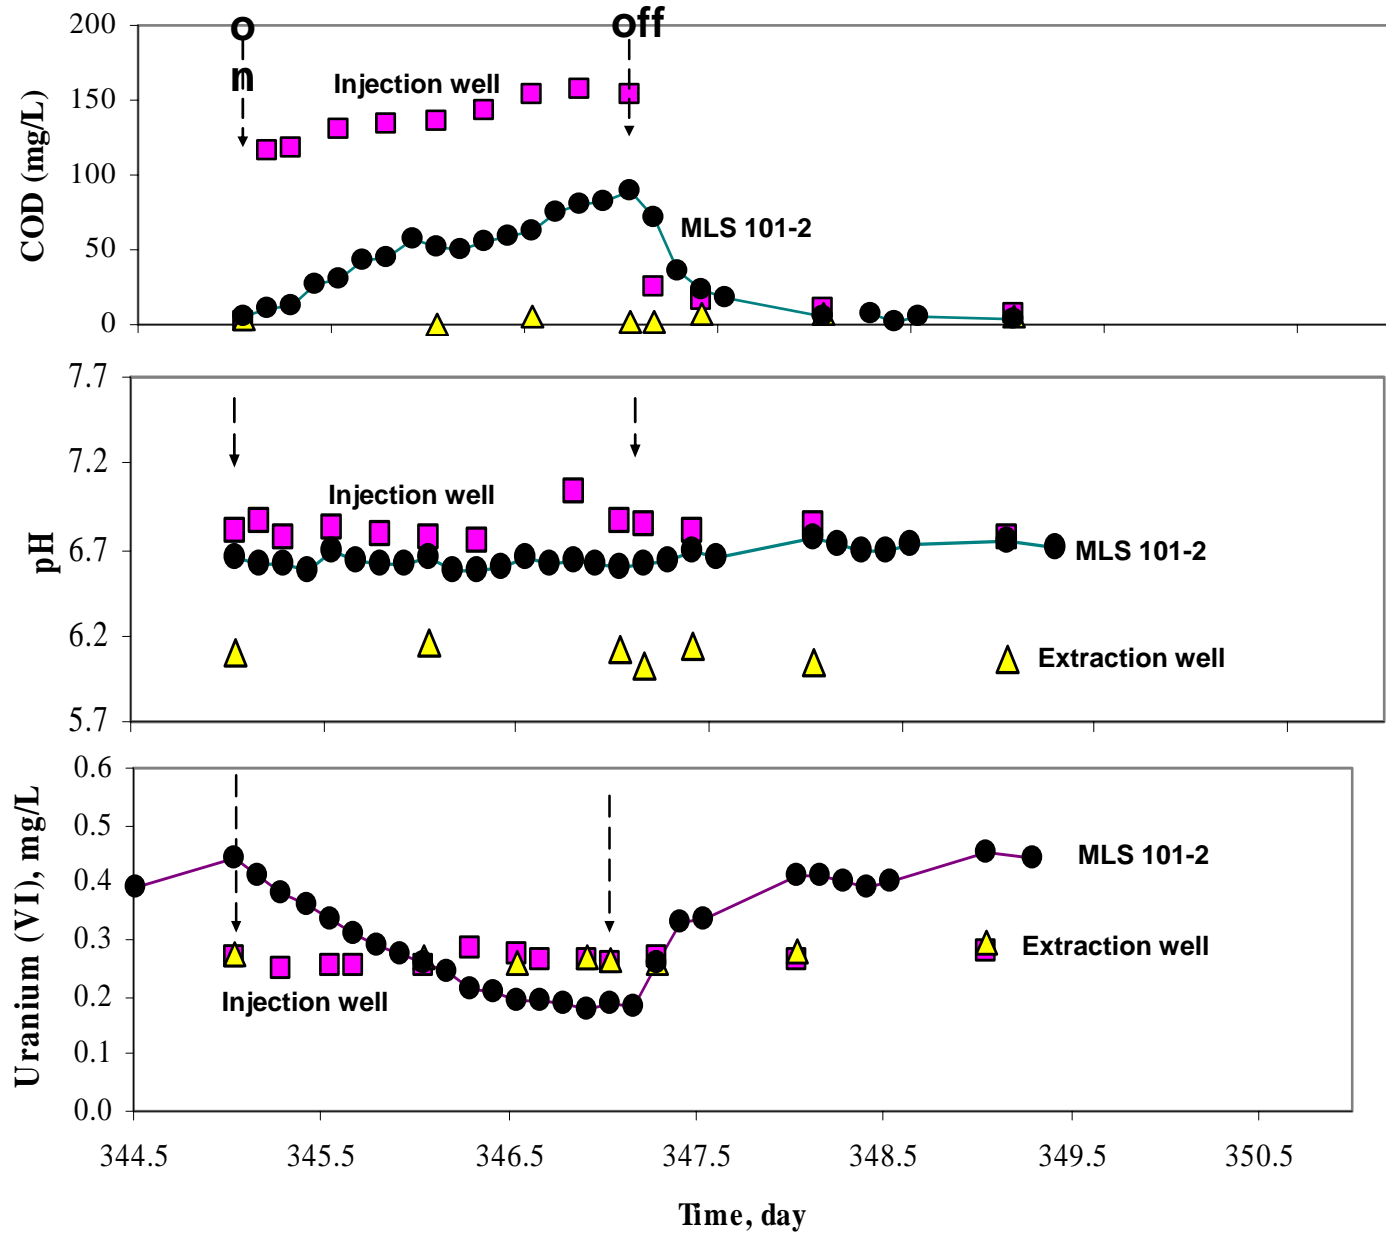 200
150
100
50
0
COD (mg/L)
o
n
off
Injection well
MLS 101-2
7.7
7.2
6.7
6.2
5.7
pH
Injection well
MLS 101-2
Extraction well
0.6
0.5
0.4
0.3
0.2
0.1
0.0
Uranium (VI), mg/L
MLS 101-2
Extraction well
Injection well
344.5 345.5 346.5 347.5 348.5 349.5 350.5
Time, day